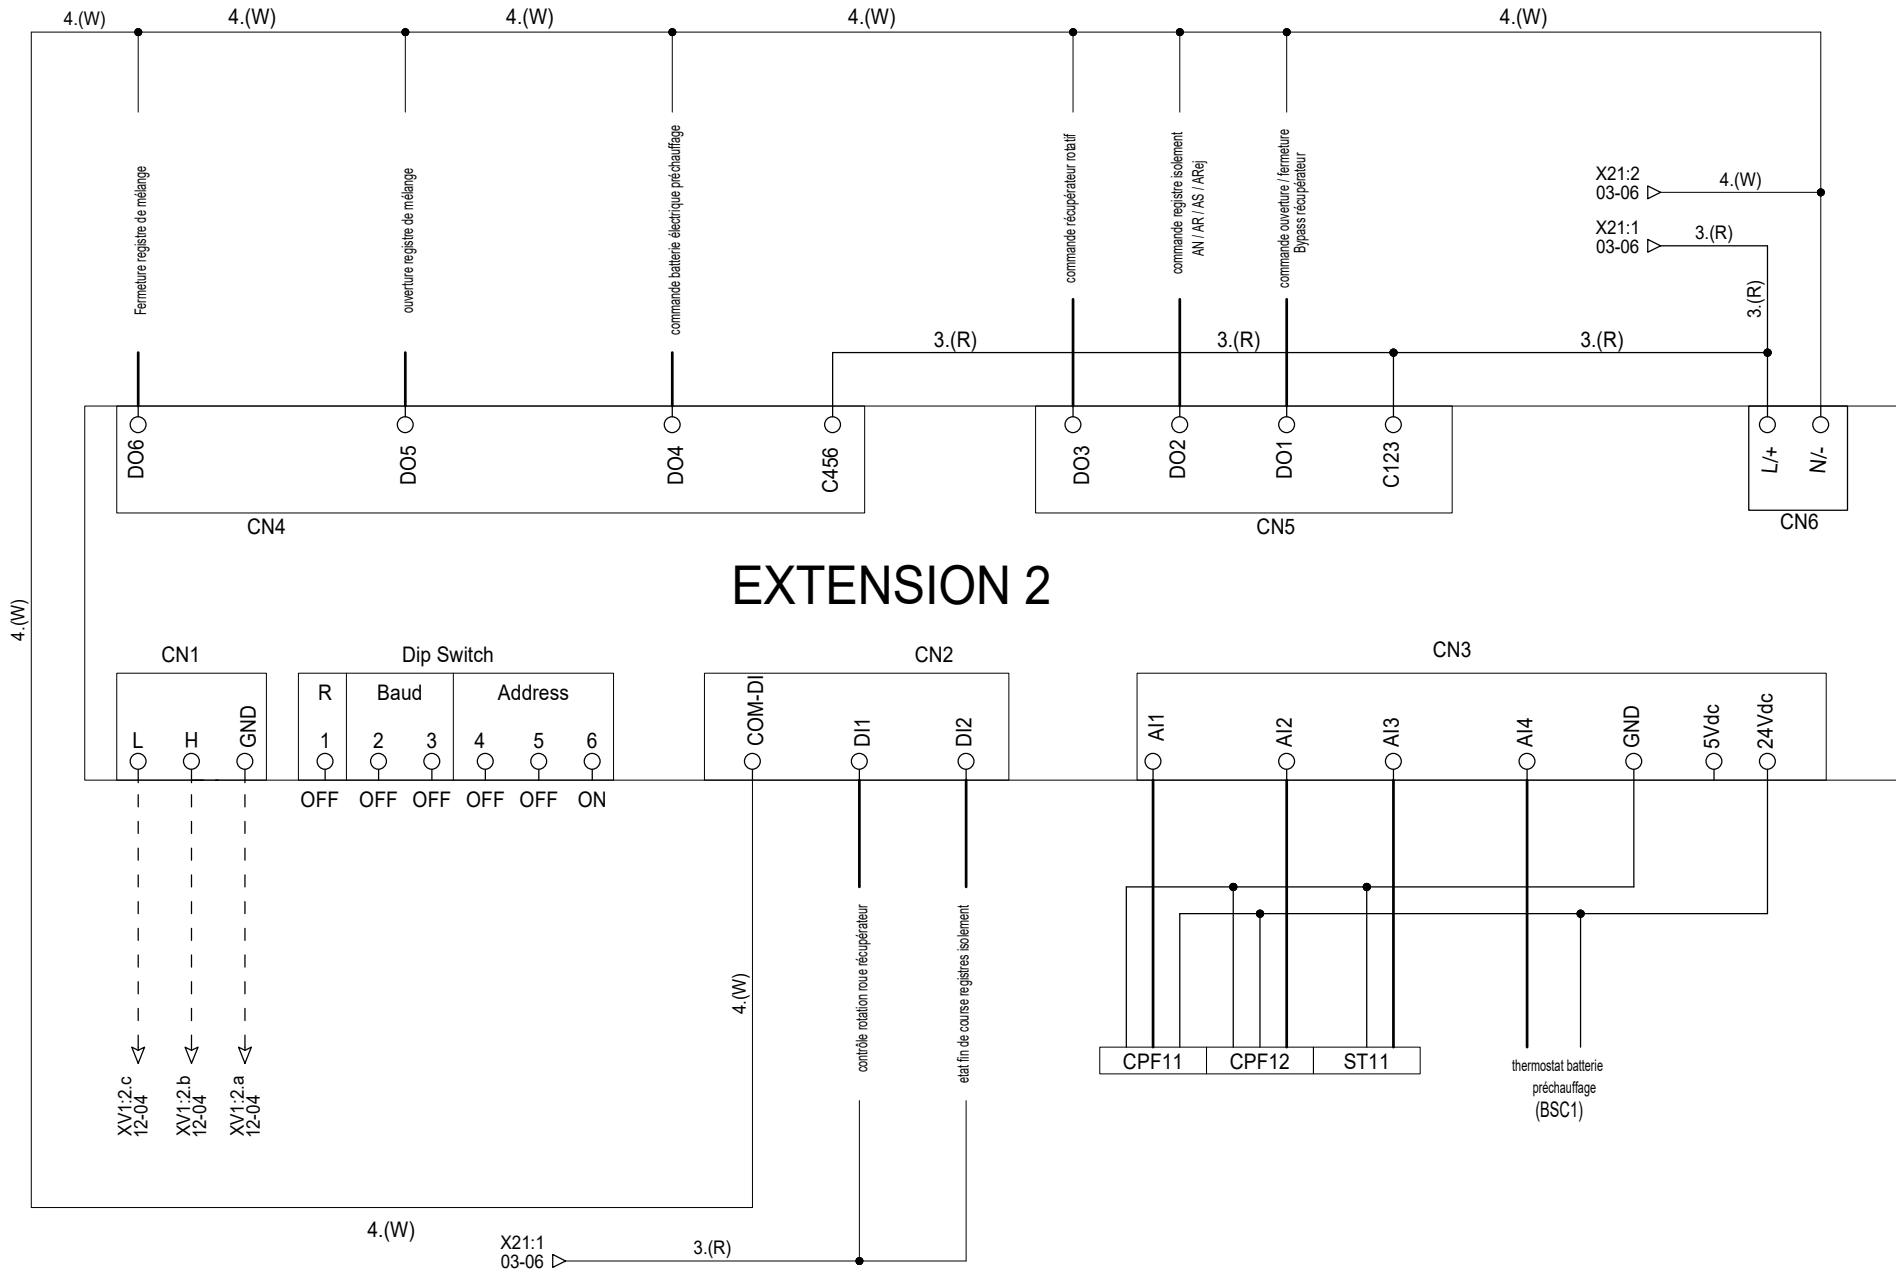 4.(W)
4.(W)
4.(W)
4.(W)
4.(W)
Fermeture registre de mélange
ouverture registre de mélange
commande batterie électrique préchauffage
commande récupérateur rotatif
commande registre isolement
AN / AR / AS / ARej
commande ouverture / fermeture
Bypass récupérateur
X21:2
03-06
4.(W)
X21:1
03-06
3.(R)
3.(R)
3.(R)
3.(R)
3.(R)
DO6
DO5
DO4
C456
DO3
DO2
DO1
C123
L/+
N/-
CN4
CN5
CN6
EXTENSION 2
4.(W)
CN1
Dip Switch
CN2
CN3
R
Baud
Address
L
H
GND
1
2
3
4
5
6
COM-DI
DI1
DI2
AI1
AI2
AI3
AI4
GND
5Vdc
24Vdc
OFF
OFF
OFF
OFF
OFF
ON
4.(W)
contrôle rotation roue récupérateur
etat fin de course registres isolement
CPF11
CPF12
ST11
thermostat batterie
préchauffage
(BSC1)
XV1:2.c
12-04
XV1:2.b
12-04
XV1:2.a
12-04
4.(W)
X21:1
03-06
3.(R)